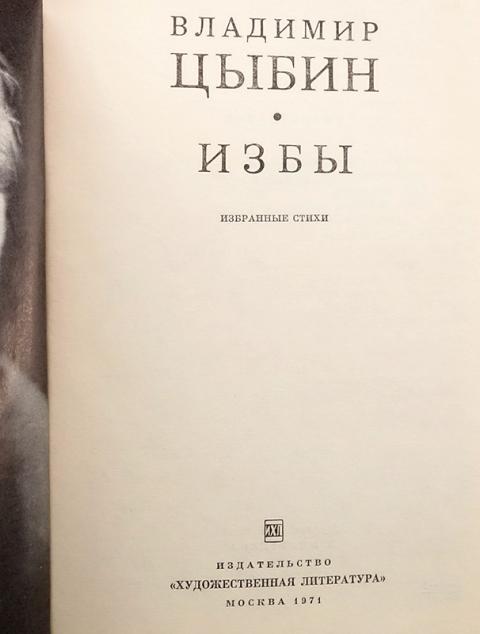 ВЛАДИМИР
ЦЫБИН
•
ИЗБЫ
ИЗБРАННЫЕ СТИХИ
ИХЛ
ИЗДАТЕЛЬСТВО
«ХУДОЖЕСТВЕННАЯ ЛИТЕРАТУРА»
МОСКВА 1971